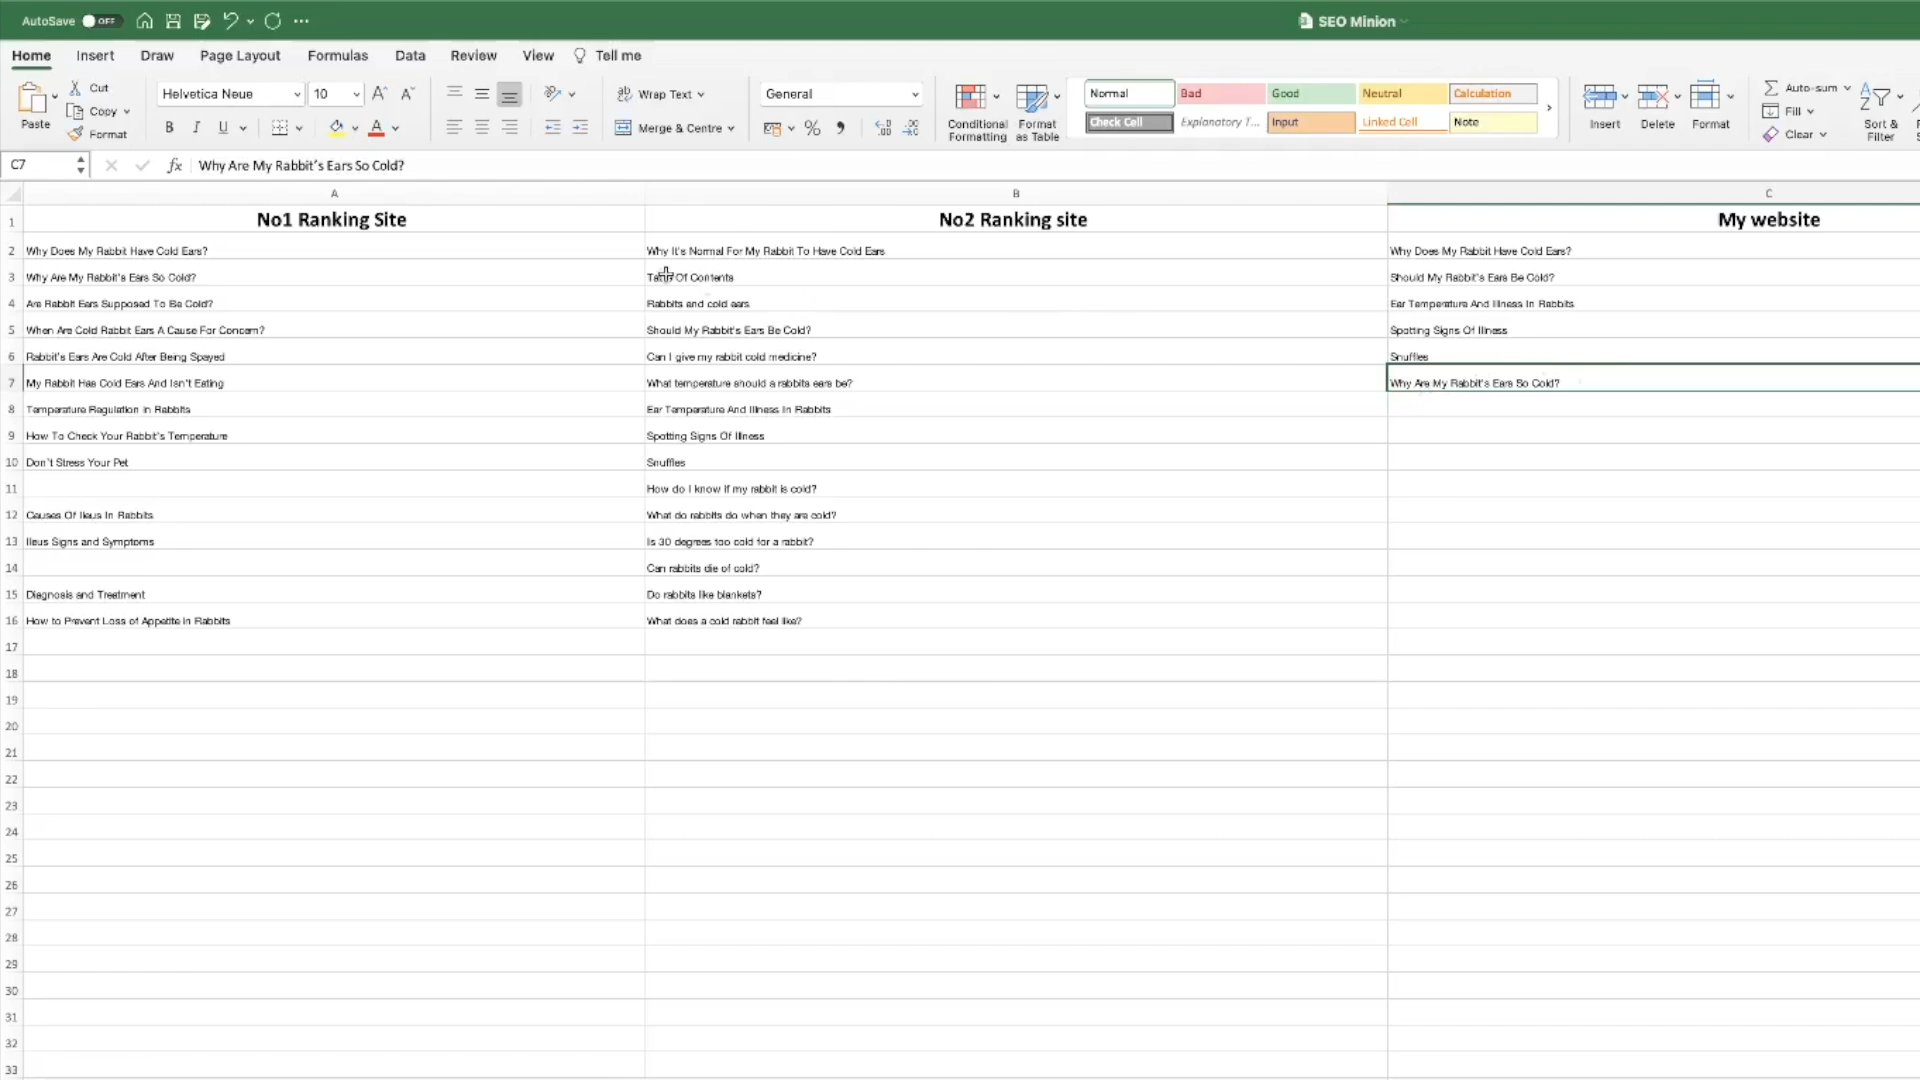 AutoSave OFF SEO Minion
Home Insert Draw Page Layout Formulas Data Review View Tell me
Paste Cut Copy Format
Helvetica Neue 10
B I U
Wrap Text
Merge & Centre
General
Conditional Formatting
Format as Table
Normal Bad Good Neutral Calculation
Check Cell Explanatory T... Input Linked Cell Note
Insert Delete Format
Auto-sum
Fill
Clear
Sort & Filter
C7 fx Why Are My Rabbit's Ears So Cold?
A B C
1 No1 Ranking Site No2 Ranking site My website
2 Why Does My Rabbit Have Cold Ears? Why It's Normal For My Rabbit To Have Cold Ears Why Does My Rabbit Have Cold Ears?
3 Why Are My Rabbit's Ears So Cold? Table Of Contents Should My Rabbit's Ears Be Cold?
4 Are Rabbit Ears Supposed To Be Cold? Rabbits and cold ears Ear Temperature And Illness In Rabbits
5 When Are Cold Rabbit Ears A Cause For Concern? Should My Rabbit's Ears Be Cold? Spotting Signs Of Illness
6 Rabbit's Ears Are Cold After Being Spayed Can I give my rabbit cold medicine? Snuffles
7 My Rabbit Has Cold Ears And Isn't Eating What temperature should a rabbits ears be? Why Are My Rabbit's Ears So Cold?
8 Temperature Regulation in Rabbits Ear Temperature And Illness In Rabbits
9 How To Check Your Rabbit's Temperature Spotting Signs Of Illness
10 Don't Stress Your Pet Snuffles
11 How do I know if my rabbit is cold?
12 Causes Of Ileus In Rabbits What do rabbits do when they are cold?
13 Ileus Signs and Symptoms Is 30 degrees too cold for a rabbit?
14 Can rabbits die of cold?
15 Diagnosis and Treatment Do rabbits like blankets?
16 How to Prevent Loss of Appetite in Rabbits What does a cold rabbit feel like?
17
18
19
20
21
22
23
24
25
26
27
28
29
30
31
32
33